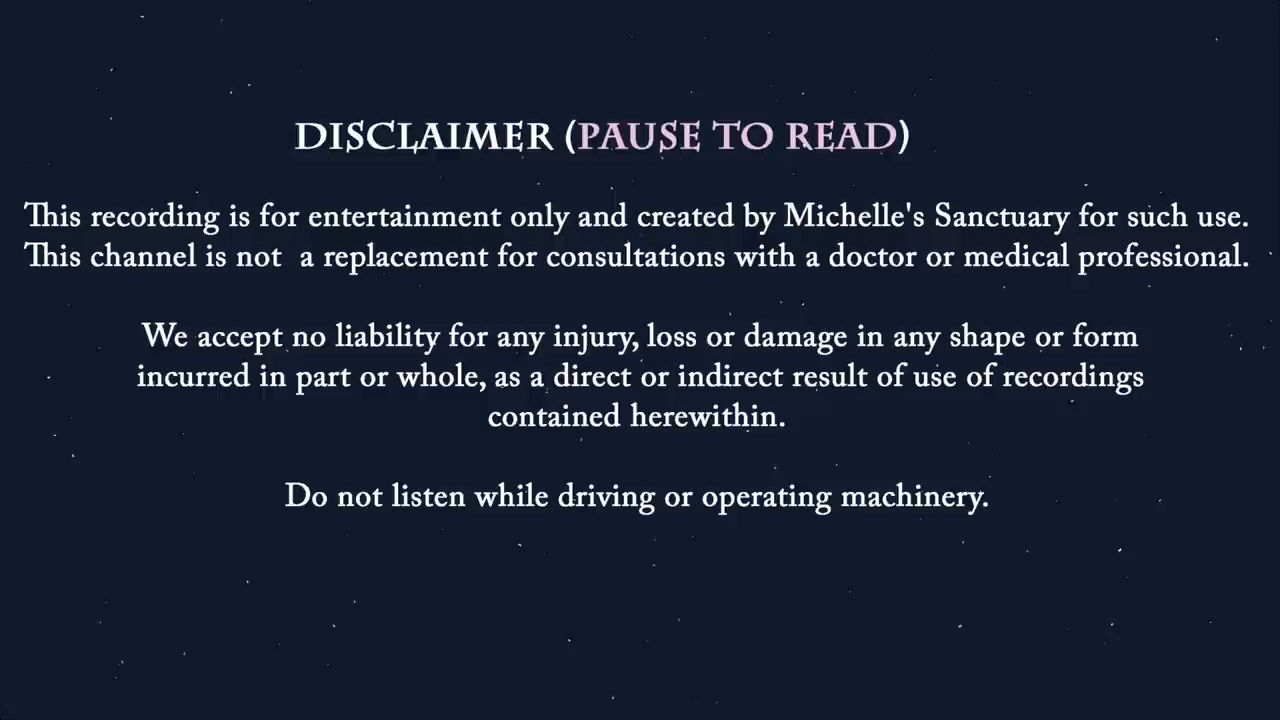 DISCLAIMER (PAUSE TO READ)
This recording is for entertainment only and created by Michelle's Sanctuary for such use.
This channel is not  a replacement for consultations with a doctor or medical professional.
We accept no liability for any injury, loss or damage in any shape or form
incurred in part or whole, as a direct or indirect result of use of recordings
contained herewithin.
Do not listen while driving or operating machinery.